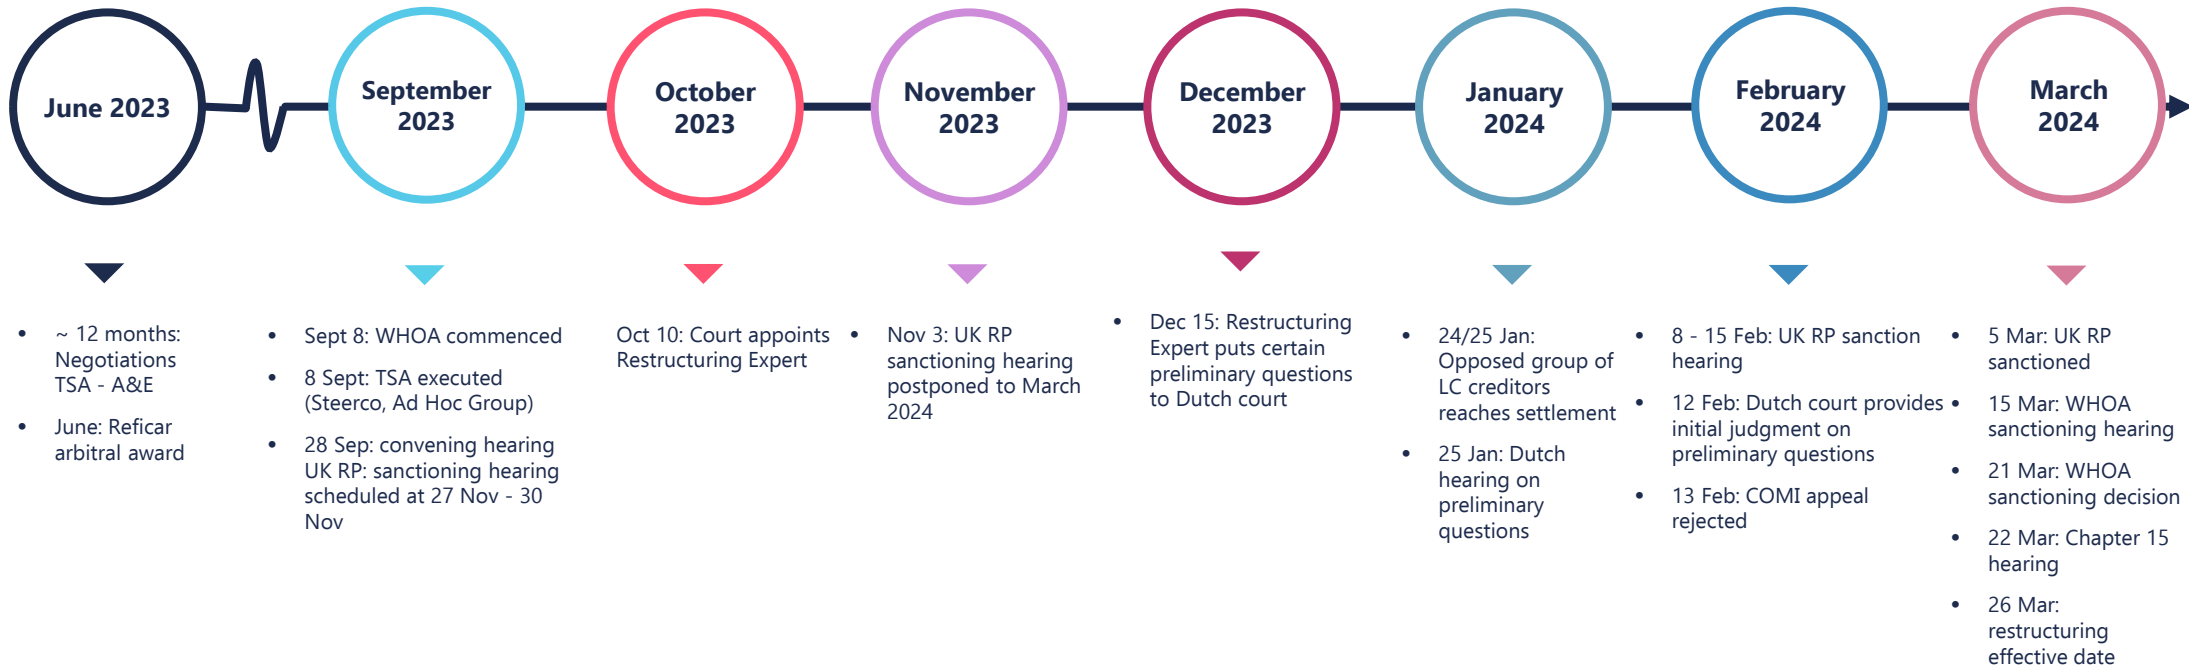 June 2023
September
2023
October
2023
November
2023
December
2023
January
2024
February
2024
March
2024
• ~ 12 months:
Negotiations
TSA - A&E
• June: Reficar
arbitral award
• Sept 8: WHOA commenced
• 8 Sept: TSA executed
(Steerco, Ad Hoc Group)
• 28 Sep: convening hearing
UK RP: sanctioning hearing
scheduled at 27 Nov - 30
Nov
Oct 10: Court appoints
Restructuring Expert
• Nov 3: UK RP
sanctioning hearing
postponed to March
2024
• Dec 15: Restructuring
Expert puts certain
preliminary questions
to Dutch court
• 24/25 Jan:
Opposed group of
LC creditors
reaches settlement
• 25 Jan: Dutch
hearing on
preliminary
questions
• 8 - 15 Feb: UK RP sanction
hearing
• 12 Feb: Dutch court provides
initial judgment on
preliminary questions
• 13 Feb: COMI appeal
rejected
• 5 Mar: UK RP
sanctioned
• 15 Mar: WHOA
sanctioning hearing
• 21 Mar: WHOA
sanctioning decision
• 22 Mar: Chapter 15
hearing
• 26 Mar:
restructuring
effective date